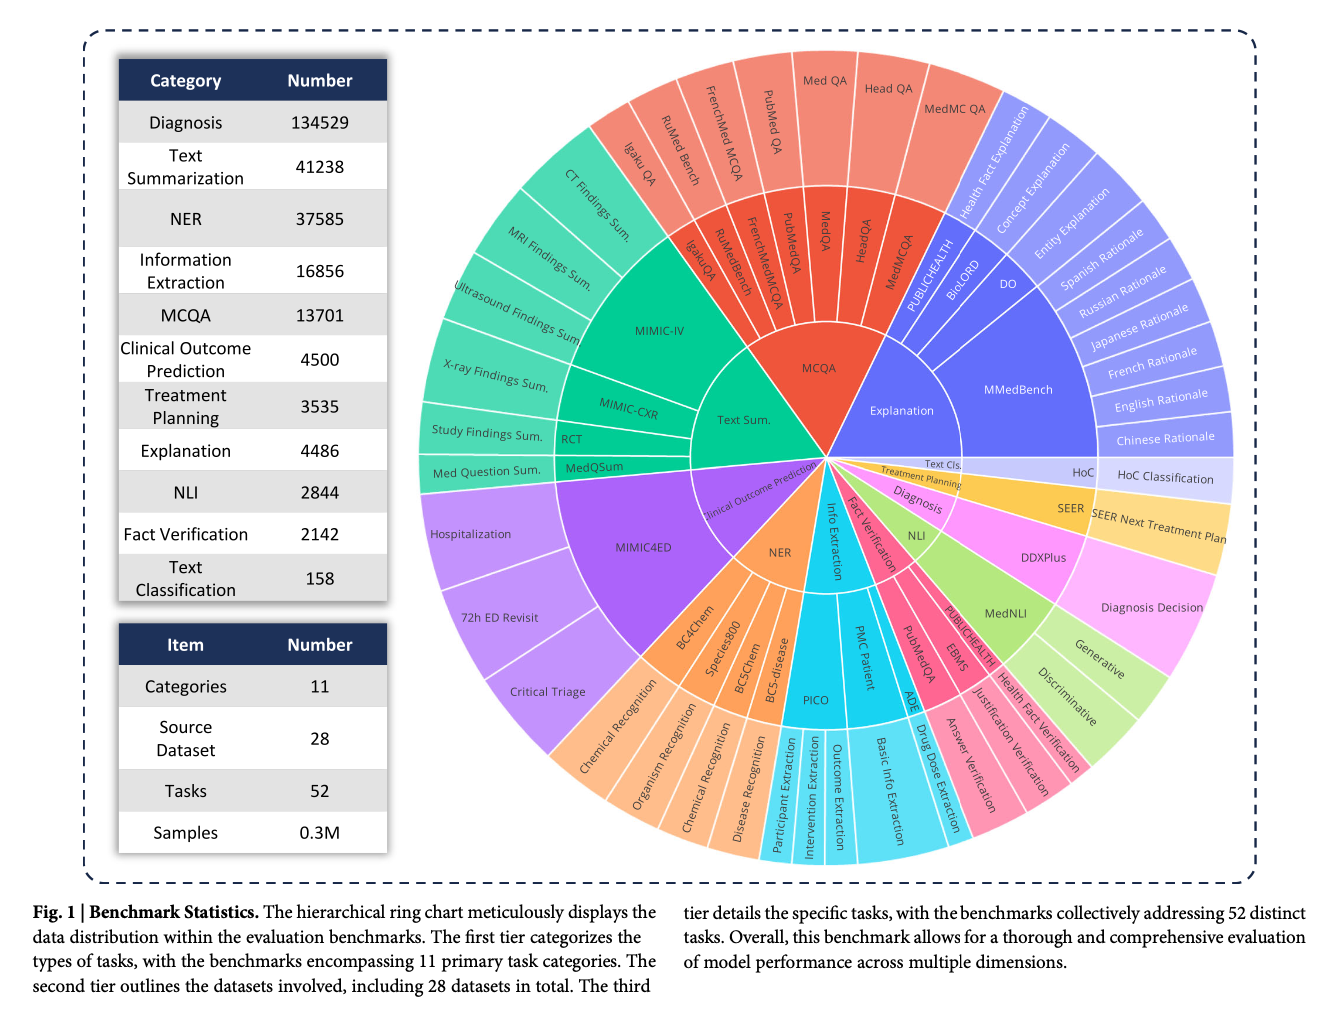 Category Number
Diagnosis 134529
Text
Summarization 41238
NER 37585
Information
Extraction 16856
MCQA 13701
Clinical Outcome
Prediction 4500
Treatment
Planning 3535
Explanation 4486
NLI 2844
Fact Verification 2142
Text
Classification 158
Item Number
Categories 11
Source
Dataset 28
Tasks 52
Samples 0.3M
MCQA
Explanation
Text Cls.
Treatment Planning
Diagnosis
NLI
Fact Verification
Info Extraction
NER
Clinical Outcome Prediction
Text Sum.
IgakuQA
RuMedBench
FrenchMedMCQA
PubMedQA
MedQA
HeadQA
MedMCQA
PUBLICHEALTH
BioLORD
DO
MMedBench
HoC
SEER
DDXPlus
MedNLI
PUBLICHEALTH
EBMS
PubMedQA
ADE
PMC Patient
PICO
BC5-disease
BC5Chem
Species800
BC4Chem
MIMIC4ED
MedQSum
RCT
MIMIC-CXR
MIMIC-IV
Igaku QA
RuMed Bench
FrenchMed MCQA
PubMed QA
Med QA
Head QA
MedMC QA
Health Fact Explanation
Concept Explanation
Entity Explanation
Spanish Rationale
Russian Rationale
Japanese Rationale
French Rationale
English Rationale
Chinese Rationale
HoC Classification
SEER Next Treatment Plan
Diagnosis Decision
Generative
Discriminative
Health Fact Verification
Justification Verification
Answer Verification
Drug Dose Extraction
Basic Info Extraction
Outcome Extraction
Intervention Extraction
Participant Extraction
Disease Recognition
Chemical Recognition
Organism Recognition
Chemical Recognition
Critical Triage
72h ED Revisit
Hospitalization
Med Question Sum.
Study Findings Sum.
X-ray Findings Sum.
Ultrasound Findings Sum.
MRI Findings Sum.
CT Findings Sum.
Fig. 1 | Benchmark Statistics. The hierarchical ring chart meticulously displays the
data distribution within the evaluation benchmarks. The first tier categorizes the
types of tasks, with the benchmarks encompassing 11 primary task categories. The
second tier outlines the datasets involved, including 28 datasets in total. The third
tier details the specific tasks, with the benchmarks collectively addressing 52 distinct
tasks. Overall, this benchmark allows for a thorough and comprehensive evaluation
of model performance across multiple dimensions.